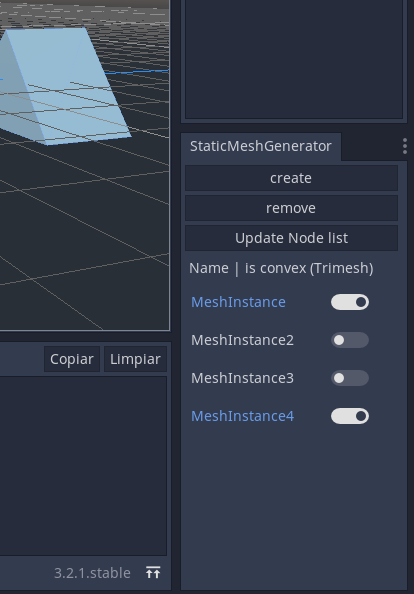 StaticMeshGenerator
create
remove
Update Node list
Name | is convex (Trimesh)
MeshInstance
MeshInstance2
MeshInstance3
MeshInstance4
Copiar Limpiar
3.2.1.stable